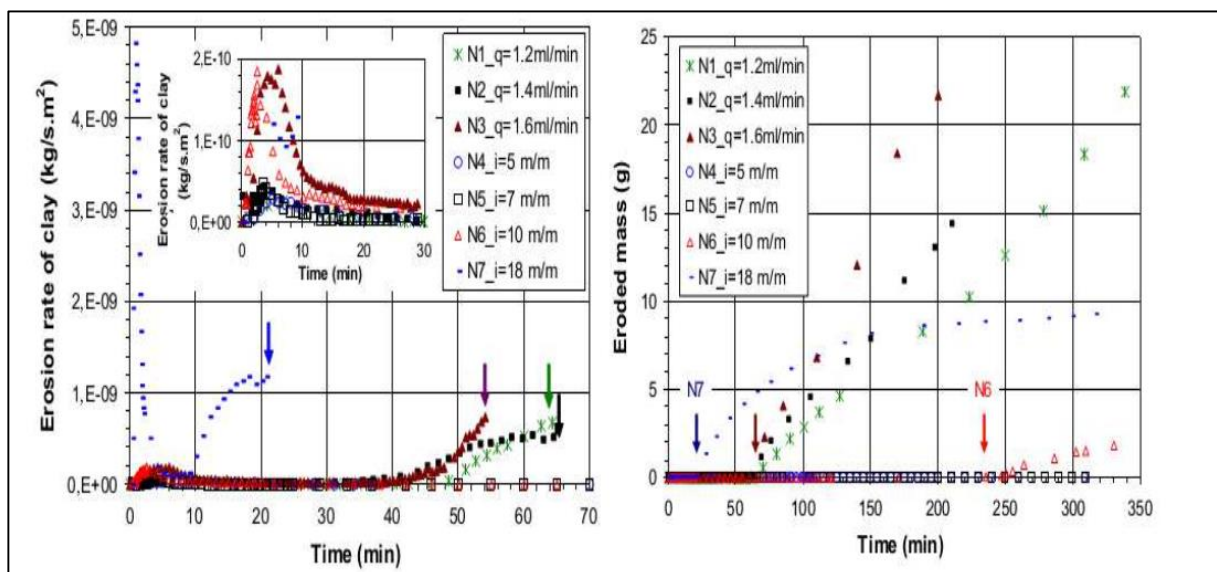 5,E-09
4,E-09
3,E-09
2,E-09
1,E-09
0,E+00
Erosion rate of clay (kg/s.m²)
0 10 20 30 40 50 60 70
Time (min)
2,E-10
1,E-10
0,E+00
Erosion rate of clay
(kg/s.m²)
0 5 10 15 20 25 30
Time (min)
N1_q=1.2ml/min
N2_q=1.4ml/min
N3_q=1.6ml/min
N4_i=5 m/m
N5_i=7 m/m
N6_i=10 m/m
N7_i=18 m/m
25
20
15
10
5
0
Eroded mass (g)
N1_q=1.2ml/min
N2_q=1.4ml/min
N3_q=1.6ml/min
N4_i=5 m/m
N5_i=7 m/m
N6_i=10 m/m
N7_i=18 m/m
N7
N6
0 50 100 150 200 250 300 350
Time (min)